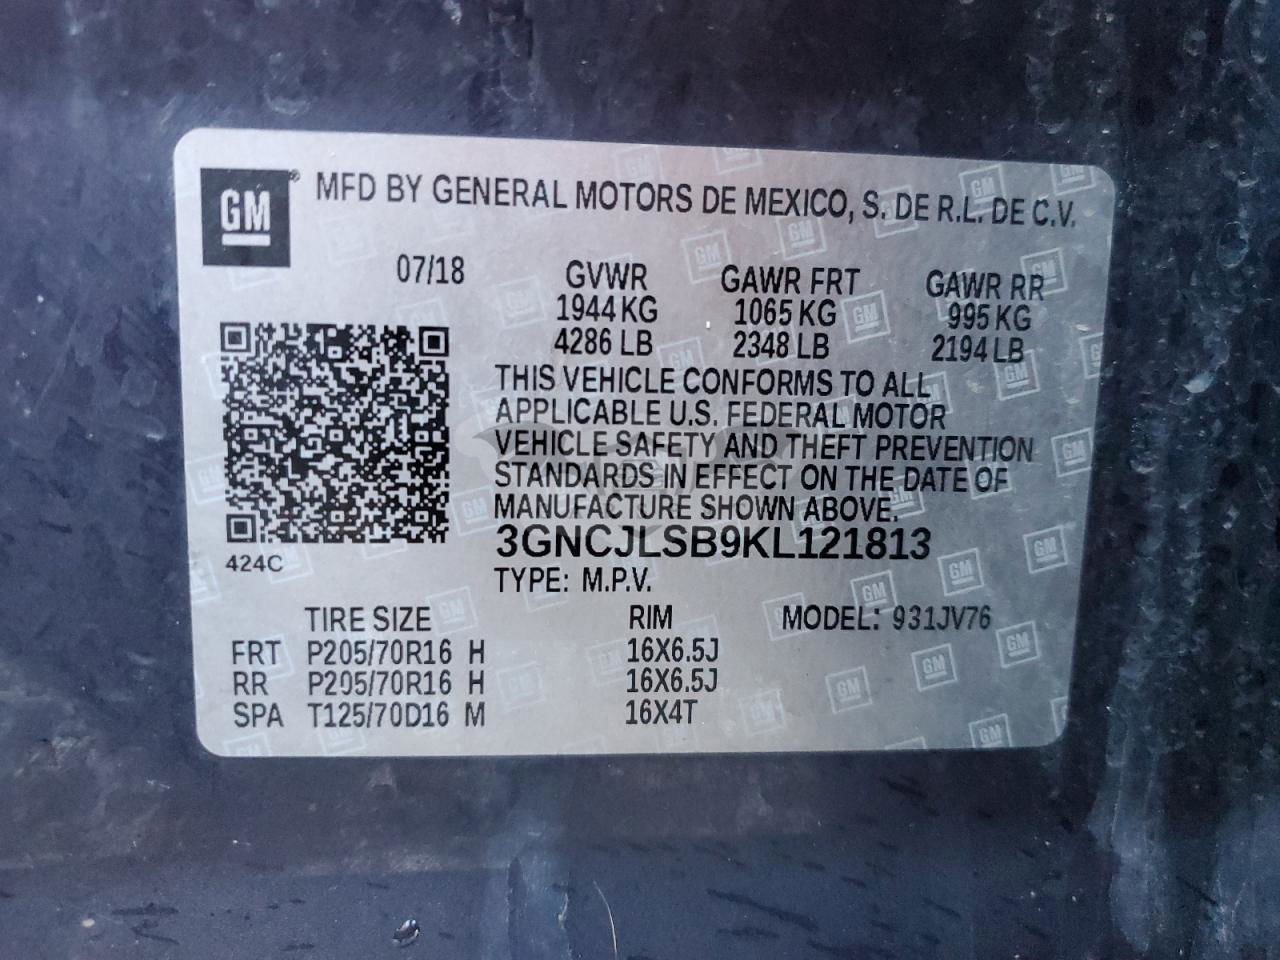 GM® MFD BY GENERAL MOTORS DE MEXICO, S. DE R.L. DE C.V.
07/18 GVWR GAWR FRT GAWR RR
1944 KG 1065 KG 995 KG
4286 LB 2348 LB 2194 LB
THIS VEHICLE CONFORMS TO ALL
APPLICABLE U.S. FEDERAL MOTOR
VEHICLE SAFETY AND THEFT PREVENTION
STANDARDS IN EFFECT ON THE DATE OF
MANUFACTURE SHOWN ABOVE.
3GNCJLSB9KL121813
424C
TYPE: M.P.V.
TIRE SIZE RIM MODEL: 931JV76
FRT P205/70R16 H 16X6.5J
RR P205/70R16 H 16X6.5J
SPA T125/70D16 M 16X4T